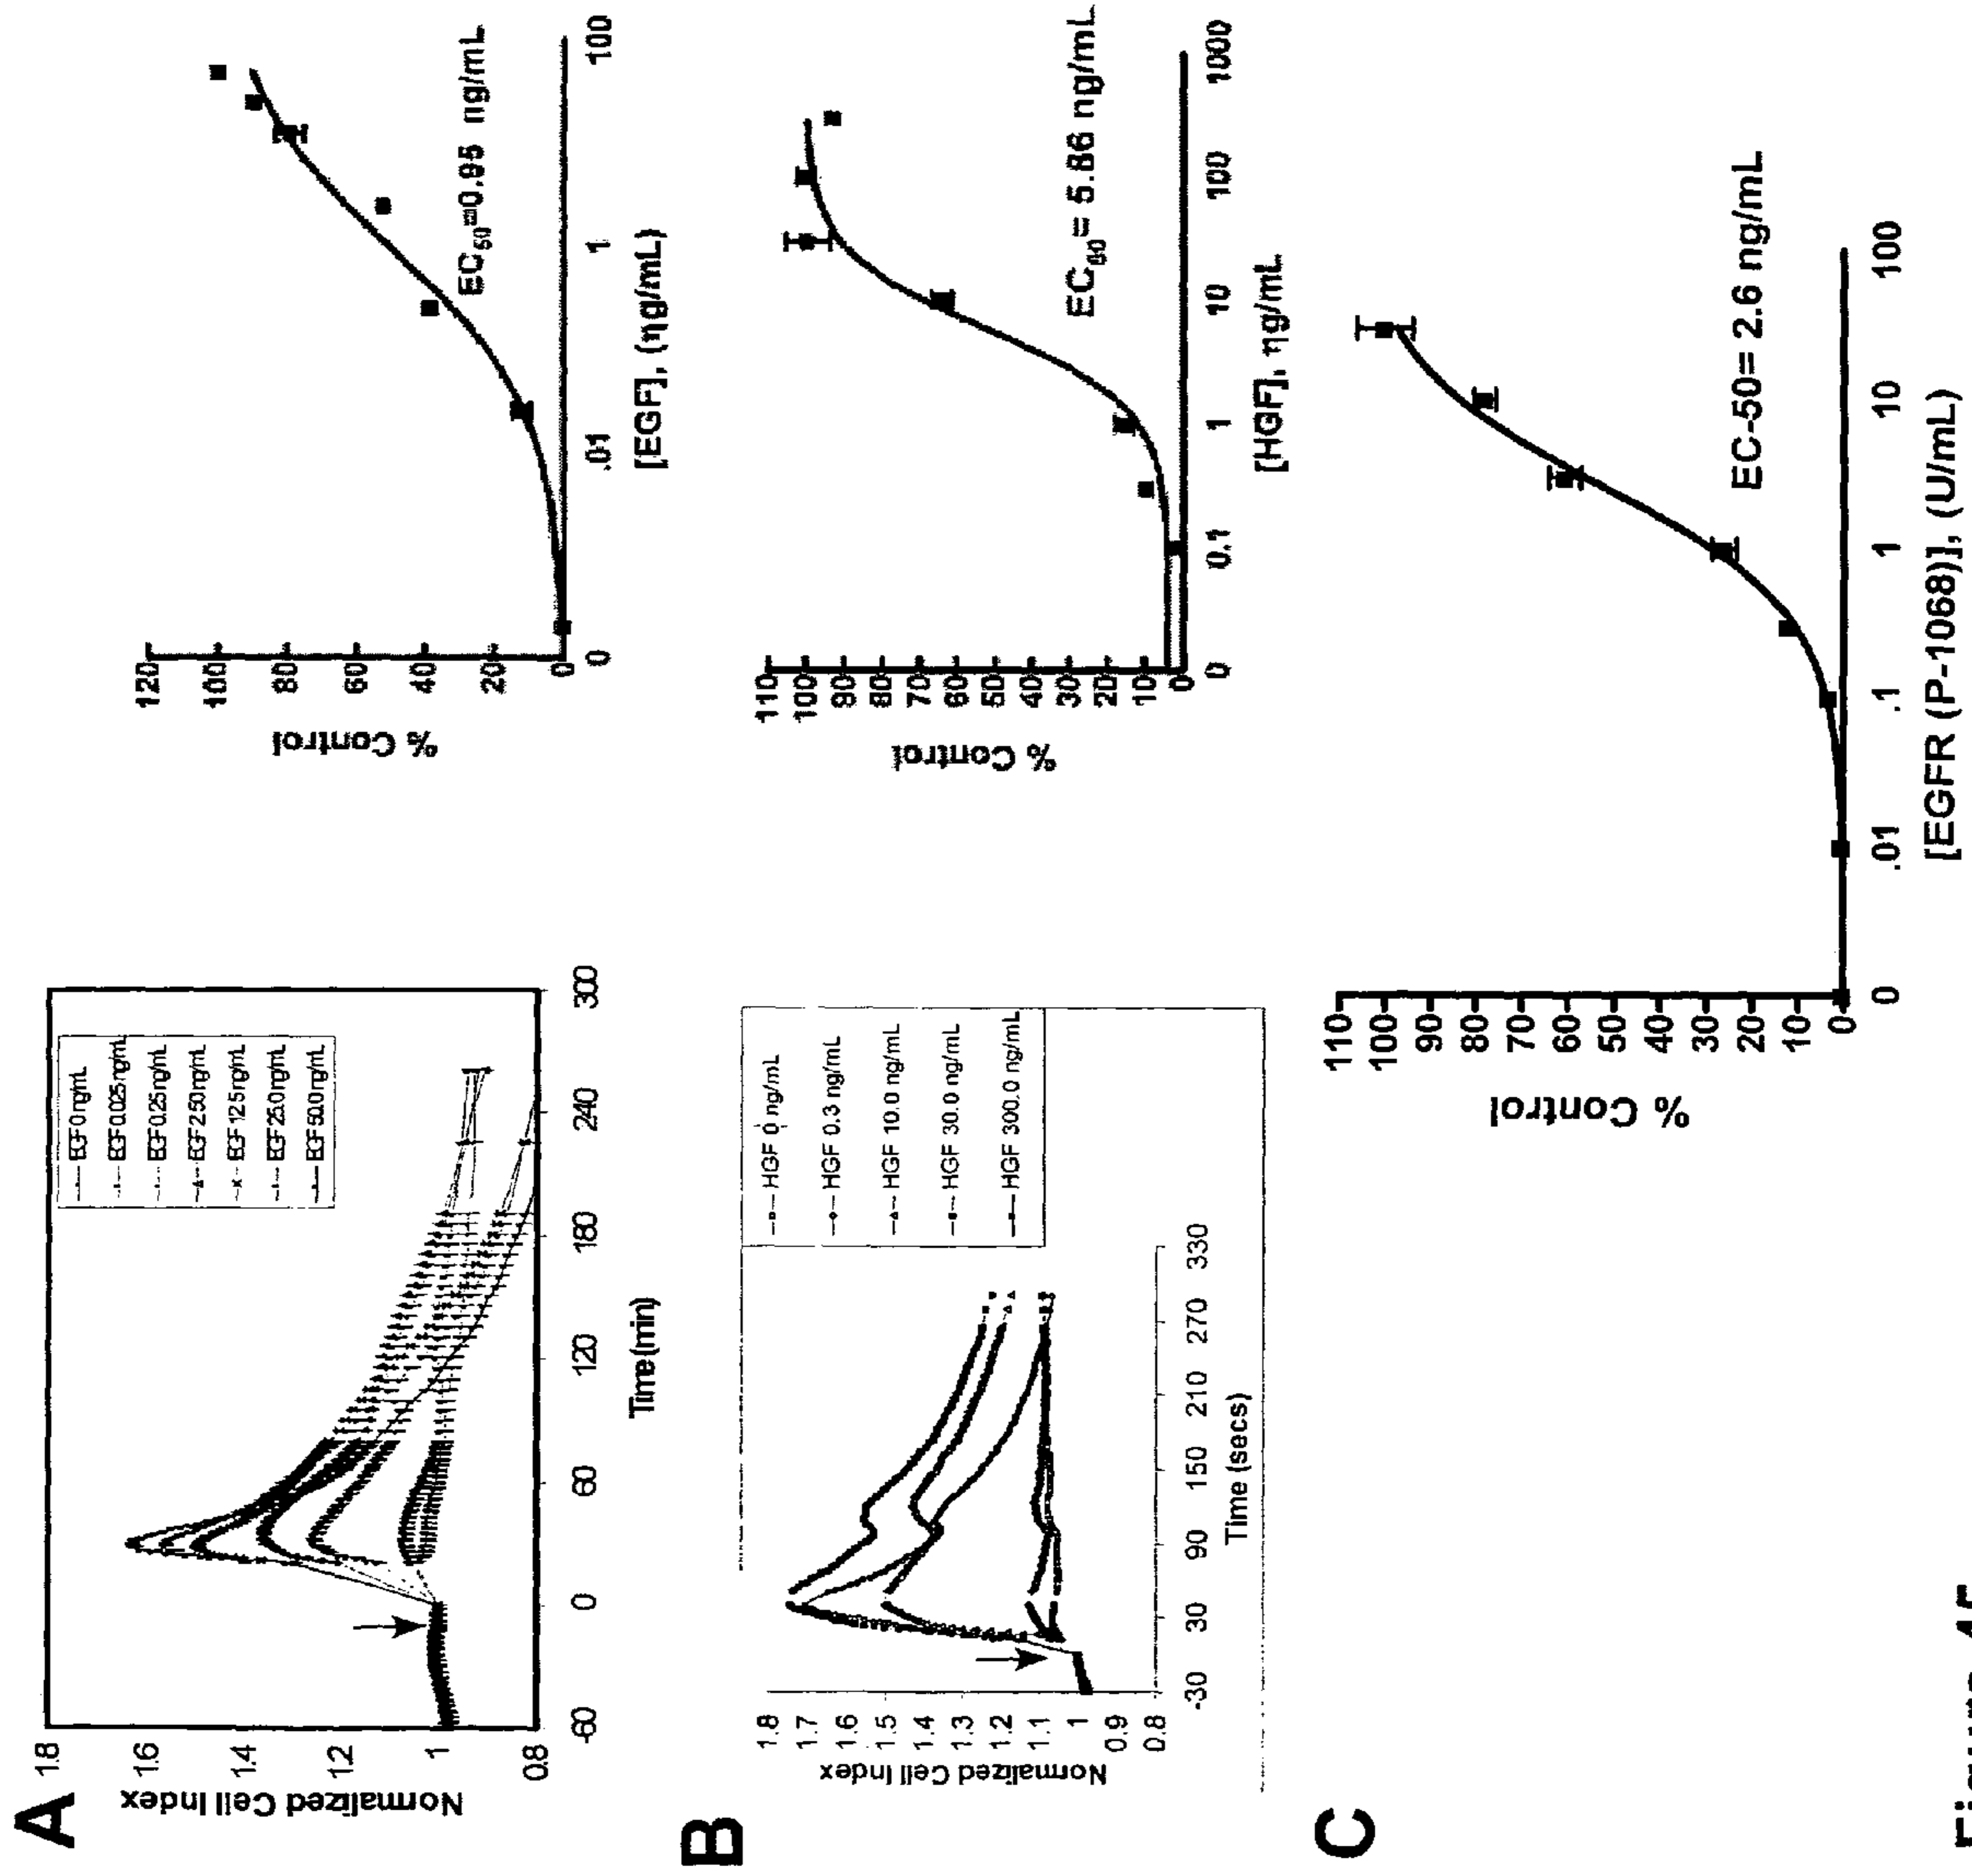 A
Normalized Cell Index
1.8
1.6
1.4
1.2
1
0.8
-60
0
60
120
180
240
300
Time (min)
EGF 0 ng/mL
EGF 0.025 ng/mL
EGF 0.25 ng/mL
EGF 2.50 ng/mL
EGF 12.5 ng/mL
EGF 25.0 ng/mL
EGF 50.0 ng/mL
% Control
120
100
80
60
40
20
0
0
.01
1
100
[EGF], (ηg/mL)
EC50=0.95 ηg/mL
B
Normalized Cell Index
1.8
1.7
1.6
1.5
1.4
1.3
1.2
1.1
1
0.9
0.8
-30
30
90
150
210
270
330
Time (secs)
HGF 0 ng/mL
HGF 0.3 ng/mL
HGF 10.0 ng/mL
HGF 30.0 ng/mL
HGF 300.0 ng/mL
% Control
110
100
90
80
70
60
50
40
30
20
10
0
0
0.1
1
10
100
1000
[HGF], ηg/mL
= 5.86 ηg/mL
C
% Control
110
100
90
80
70
60
50
40
30
20
10
0
0
.01
.1
1
10
100
[EGFR (P-1068)], (U/mL)
EC-50= 2.6 ng/mL